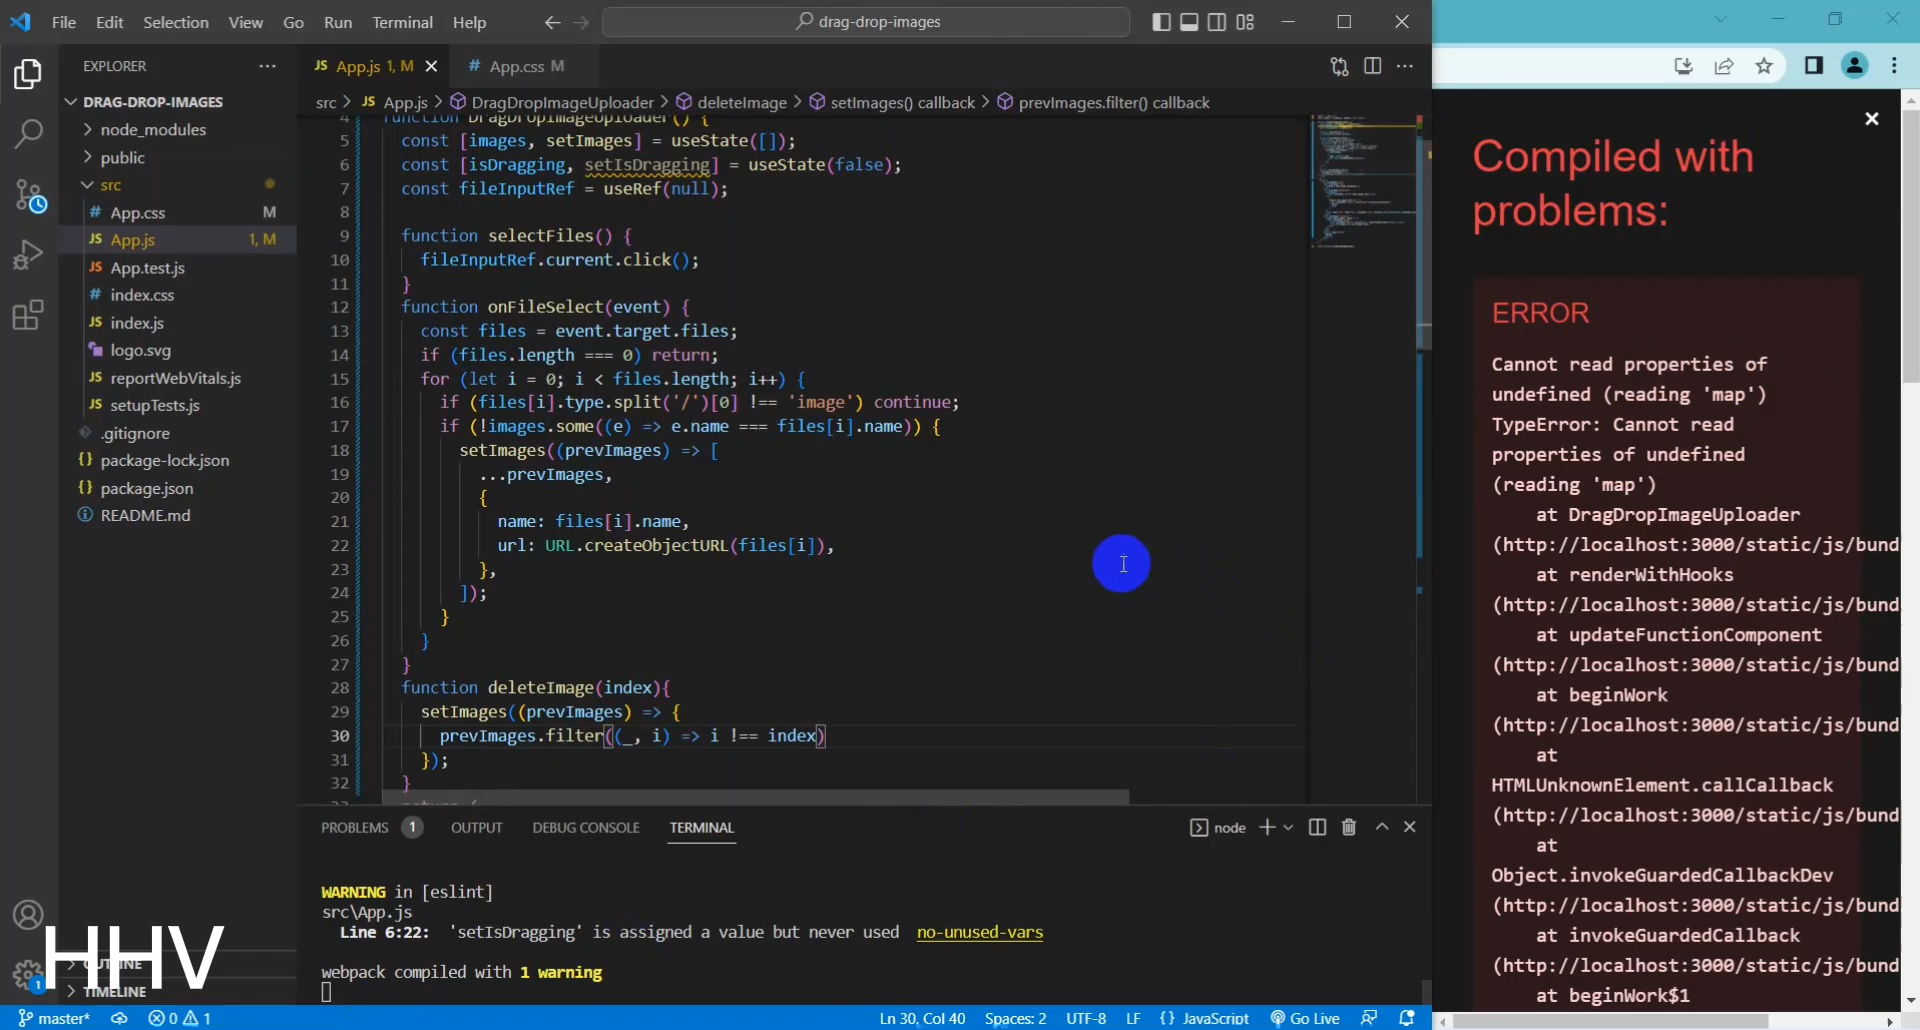 File Edit Selection View Go Run Terminal Help
drag-drop-images
EXPLORER
DRAG-DROP-IMAGES
node_modules
public
src
# App.css M
JS App.js 1, M
JS App.test.js
# index.css
JS index.js
logo.svg
JS reportWebVitals.js
JS setupTests.js
.gitignore
{} package-lock.json
{} package.json
README.md
OUTLINE
TIMELINE
HHV
JS App.js 1, M
# App.css M
src > JS App.js > DragDropImageUploader > deleteImage > setImages() callback > prevImages.filter() callback
4 function DragDropImageUploader() {
5 const [images, setImages] = useState([]);
6 const [isDragging, setIsDragging] = useState(false);
7 const fileInputRef = useRef(null);
8
9 function selectFiles() {
10 fileInputRef.current.click();
11 }
12 function onFileSelect(event) {
13 const files = event.target.files;
14 if (files.length === 0) return;
15 for (let i = 0; i < files.length; i++) {
16 if (files[i].type.split('/')[0] !== 'image') continue;
17 if (!images.some((e) => e.name === files[i].name)) {
18 setImages((prevImages) => [
19 ...prevImages,
20 {
21 name: files[i].name,
22 url: URL.createObjectURL(files[i]),
23 },
24 ]);
25 }
26 }
27 }
28 function deleteImage(index){
29 setImages((prevImages) => {
30 prevImages.filter((_, i) => i !== index)
31 });
32 }
33 return (
PROBLEMS 1 OUTPUT DEBUG CONSOLE TERMINAL
node
WARNING in [eslint]
src\App.js
Line 6:22: 'setIsDragging' is assigned a value but never used no-unused-vars
webpack compiled with 1 warning
1
master* 0 1
Ln 30, Col 40 Spaces: 2 UTF-8 LF {} JavaScript Go Live
Compiled with
problems:
ERROR
Cannot read properties of
undefined (reading 'map')
TypeError: Cannot read
properties of undefined
(reading 'map')
at DragDropImageUploader
(http://localhost:3000/static/js/bund
at renderWithHooks
(http://localhost:3000/static/js/bund
at updateFunctionComponent
(http://localhost:3000/static/js/bund
at beginWork
(http://localhost:3000/static/js/bund
at
HTMLUnknownElement.callCallback
(http://localhost:3000/static/js/bund
at
Object.invokeGuardedCallbackDev
(http://localhost:3000/static/js/bund
at invokeGuardedCallback
(http://localhost:3000/static/js/bund
at beginWork$1